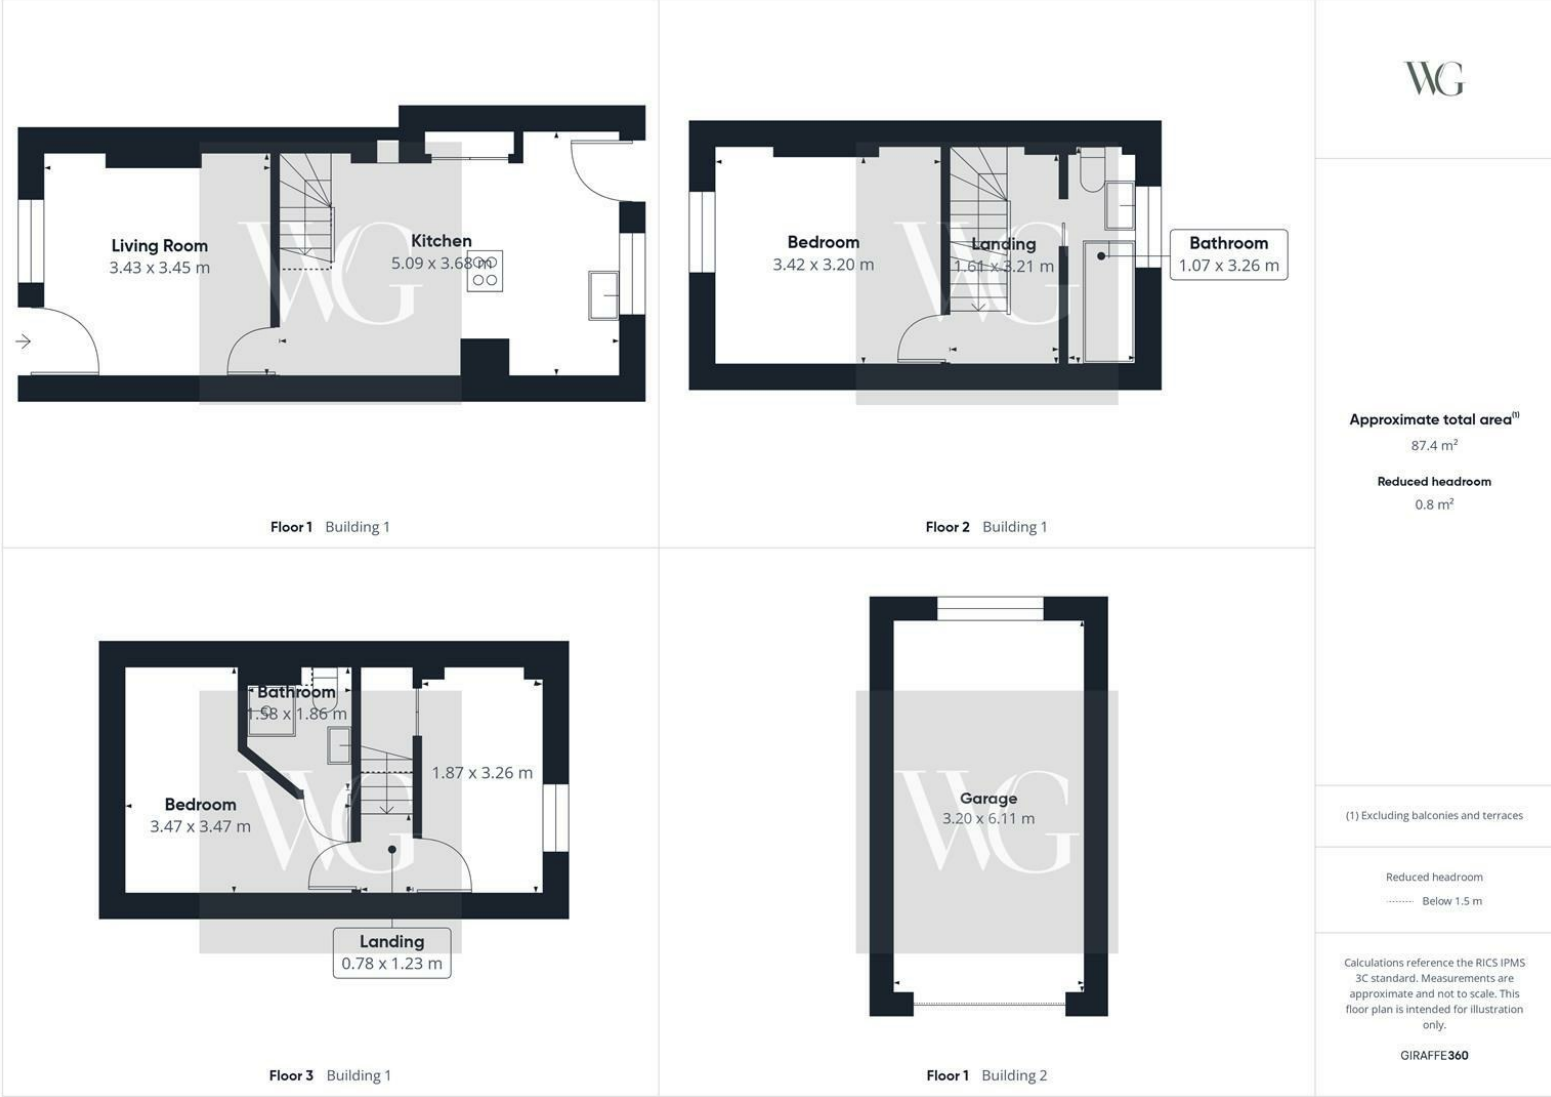 Living Room
3.43 x 3.45 m
Kitchen
5.09 x 3.68 m
WG
Floor 1 Building 1
Bedroom
3.42 x 3.20 m
Landing
1.61 x 3.21 m
Bathroom
1.07 x 3.26 m
WG
Floor 2 Building 1
Bathroom
1.58 x 1.86 m
1.87 x 3.26 m
Bedroom
3.47 x 3.47 m
WG
Landing
0.78 x 1.23 m
Floor 3 Building 1
Garage
3.20 x 6.11 m
WG
Floor 1 Building 2
WG
Approximate total area(1)
87.4 m²
Reduced headroom
0.8 m²
(1) Excluding balconies and terraces
Reduced headroom
Below 1.5 m
Calculations reference the RICS IPMS
3C standard. Measurements are
approximate and not to scale. This
floor plan is intended for illustration
only.
GIRAFFE360